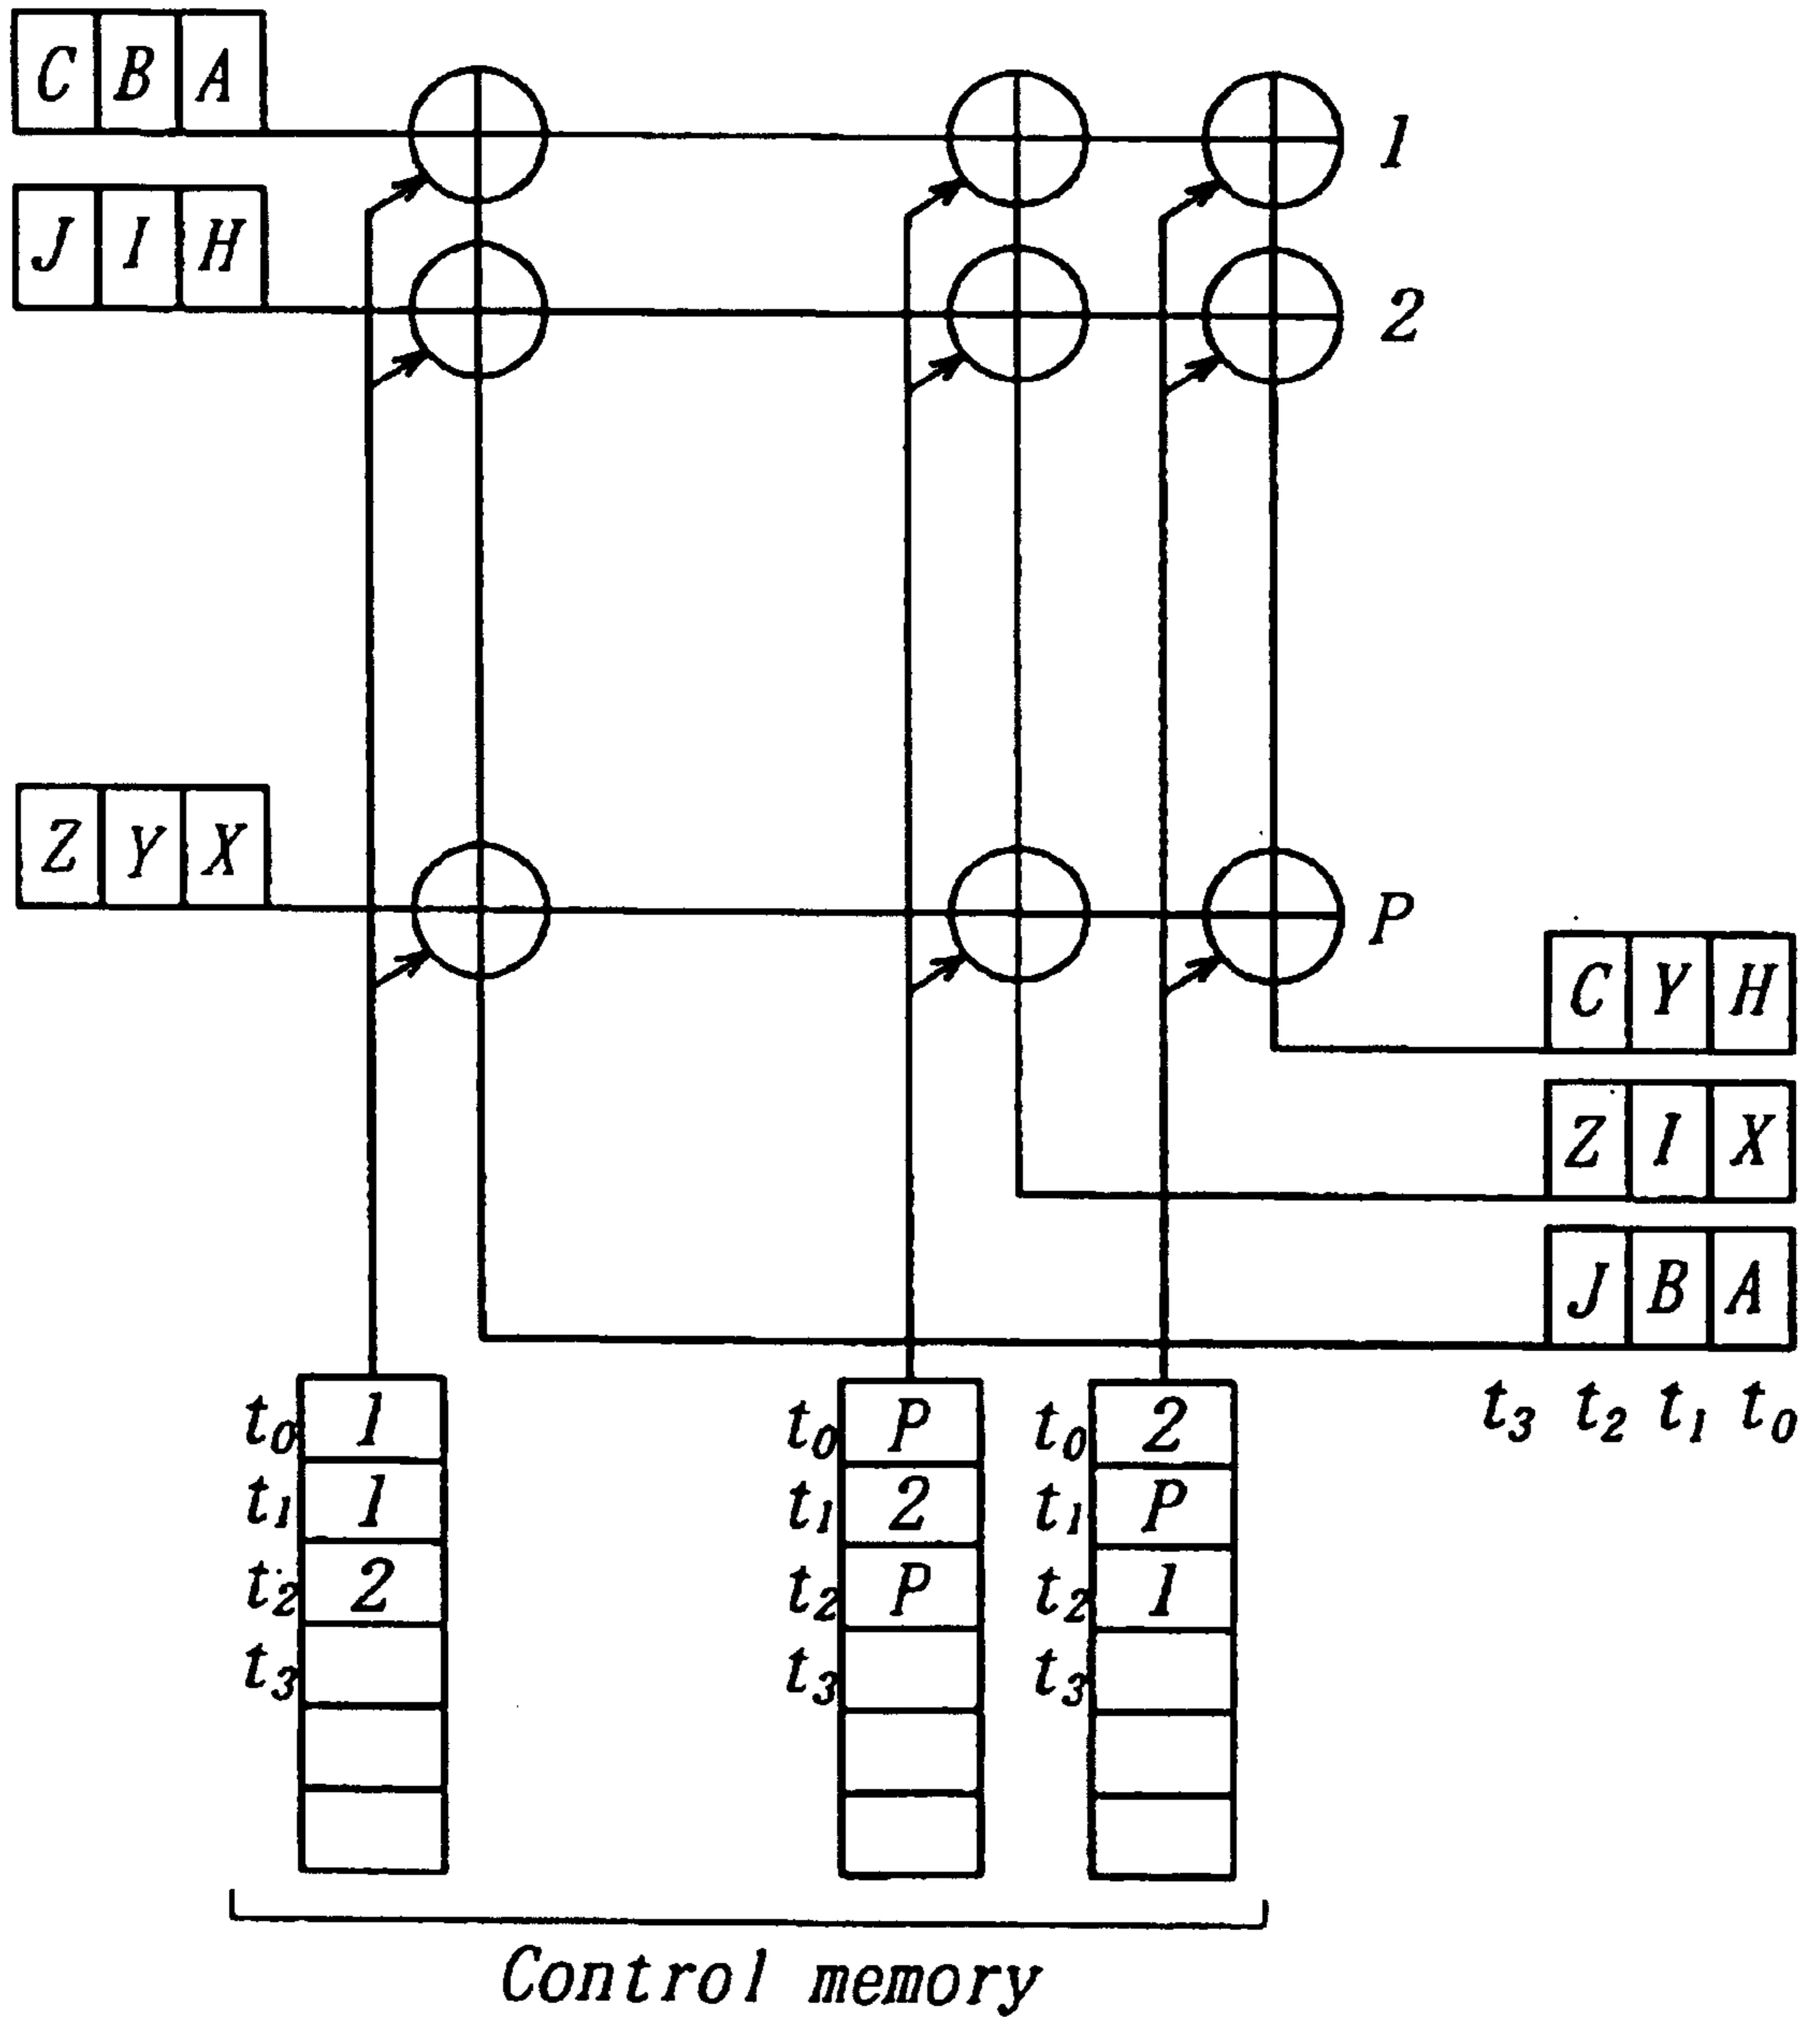 C B A
1
J I H
2
Z Y X
P
C Y H
Z I X
J B A
t3 t2 t1 t0
t0 1
t1 1
t2 2
t3
t0 P
t1 2
t2 P
t3
t0 2
t1 P
t2 1
t3
Control memory